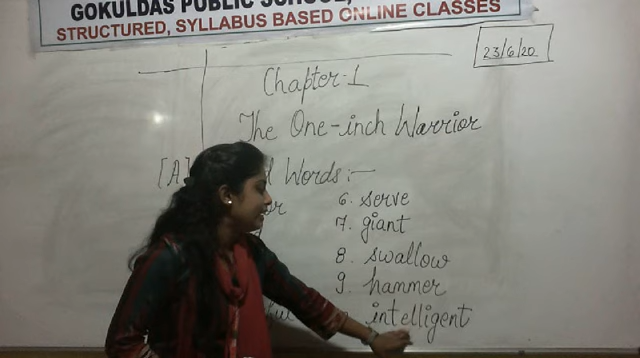 GOKULDAS PUBLIC SCHOOL,
STRUCTURED, SYLLABUS BASED ONLINE CLASSES
23/6/20
Chapter-1
The One-inch Warrior
[A] Words:-
6. serve
7. giant
8. swallow
9. hammer
intelligent